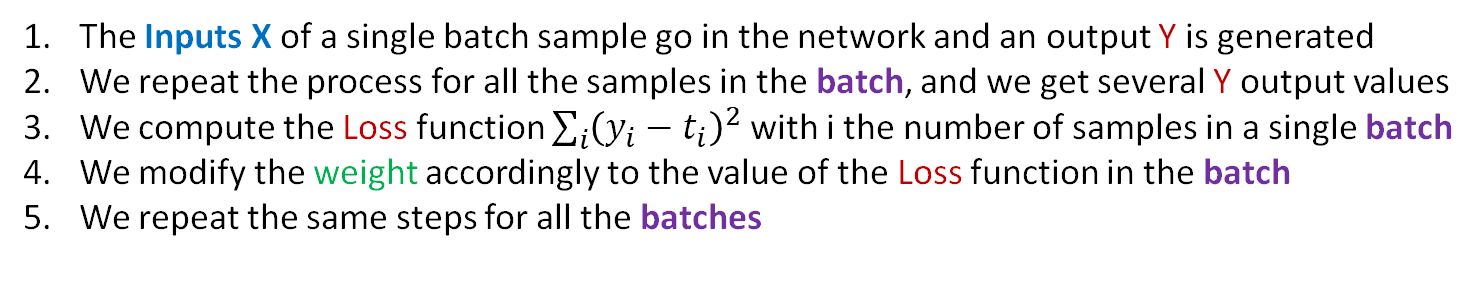 1. The Inputs X of a single batch sample go in the network and an output Y is generated
2. We repeat the process for all the samples in the batch, and we get several Y output values
3. We compute the Loss function ∑ᵢ(yᵢ − tᵢ)² with i the number of samples in a single batch
4. We modify the weight accordingly to the value of the Loss function in the batch
5. We repeat the same steps for all the batches